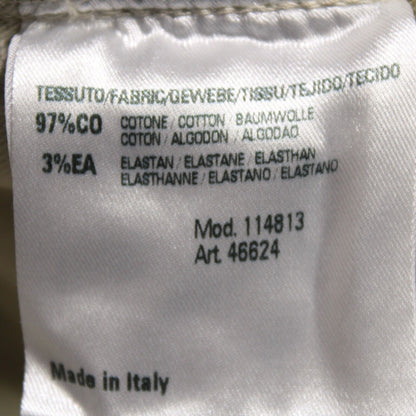 TESSUTO/FABRIC/GEWEBE/TISSU/TEJIDO/TECIDO
97%CO COTONE / COTTON / BAUMWOLLE
COTON / ALGODON / ALGODAO
3%EA ELASTAN / ELASTANE / ELASTHAN
ELASTHANNE / ELASTANO / ELASTANO
Mod. 114813
Art. 46624
Made in Italy